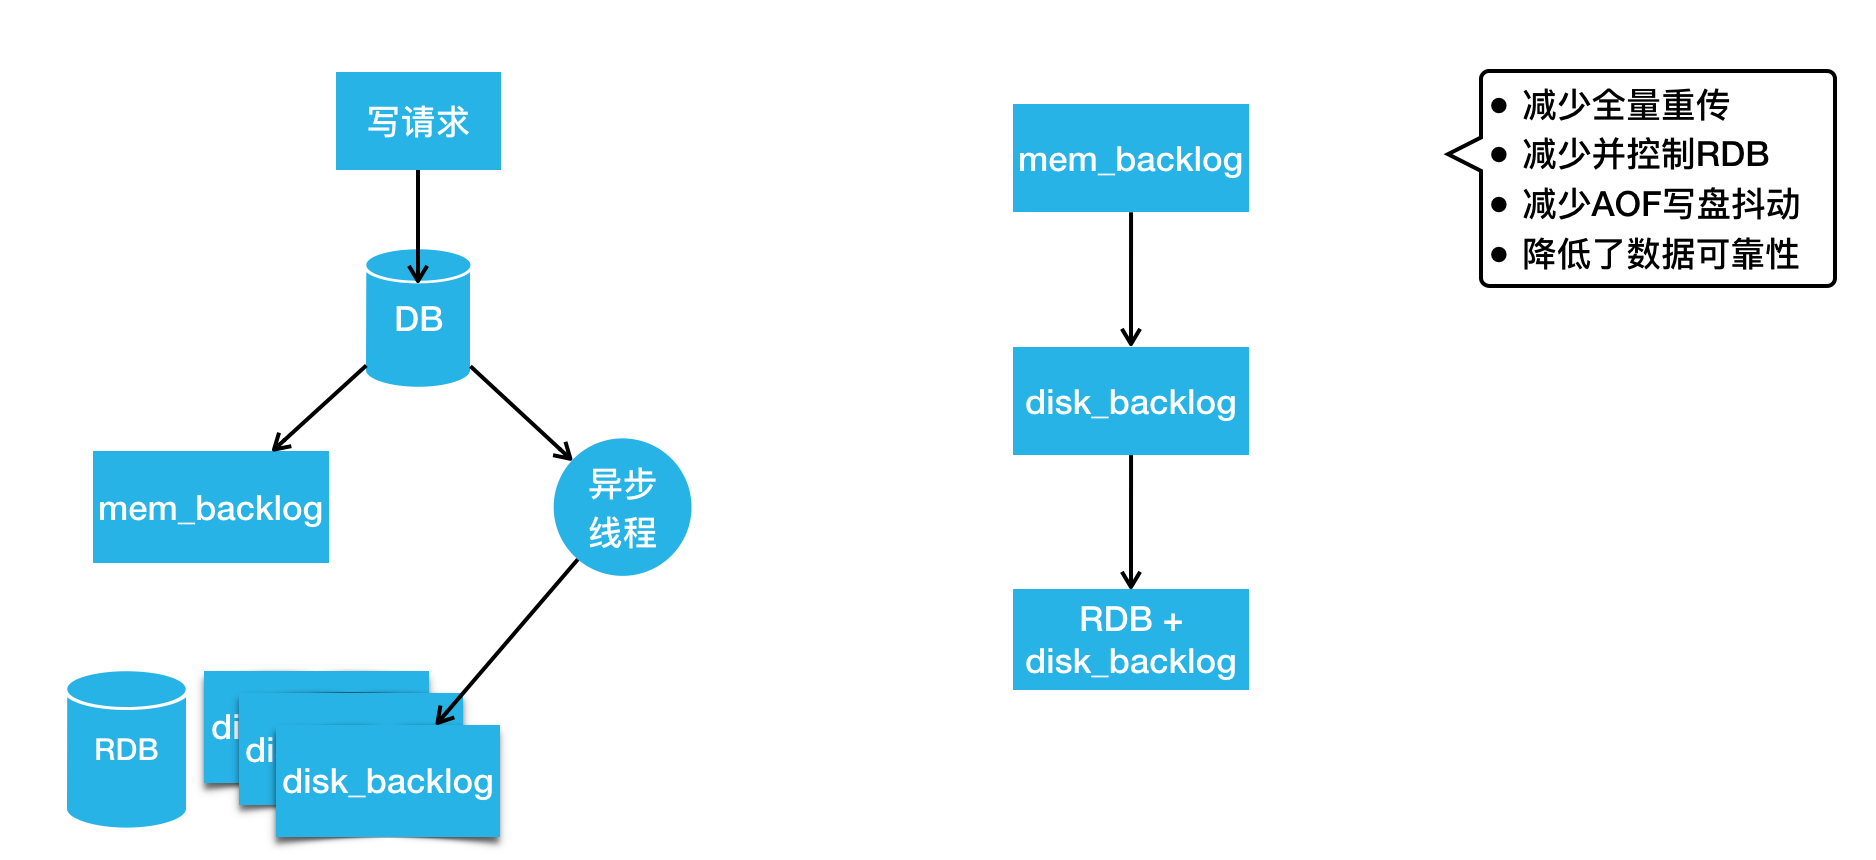 写请求
DB
mem_backlog
异步
线程
RDB
di
di
disk_backlog
mem_backlog
disk_backlog
RDB +
disk_backlog
● 减少全量重传
● 减少并控制RDB
● 减少AOF写盘抖动
● 降低了数据可靠性